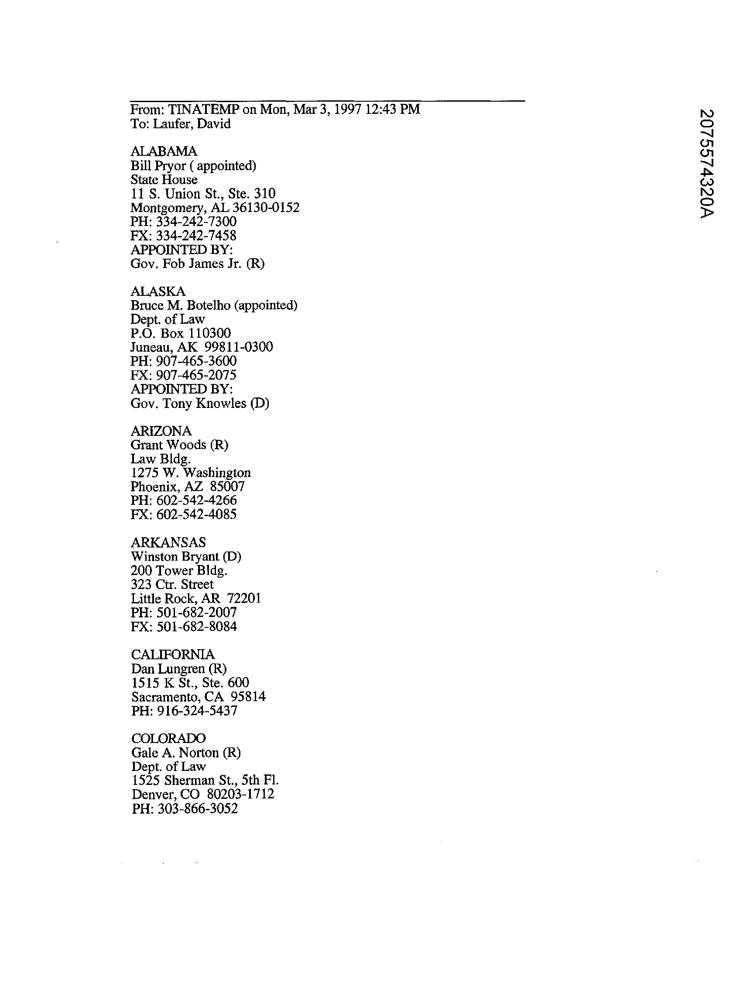 From: TINATEMP on Mon, Mar 3, 1997 12:43 PM
To: Laufer, David
ALABAMA
Bill Pryor ( appointed)
State House
11 S. Union St., Ste. 310
Montgomery, AL 36130-0152
PH: 334-242-7300
FX: 334-242-7458
APPOINTED BY:
Gov. Fob James Jr. (R)
ALASKA
Bruce M. Botelho (appointed)
Dept. of Law
P.O. Box 110300
Juneau, AK 99811-0300
PH: 907-465-3600
FX: 907-465-2075
APPOINTED BY:
Gov. Tony Knowles (D)
ARIZONA
Grant Woods (R)
Law Bldg.
1275 W. Washington
Phoenix, AZ 85007
PH: 602-542-4266
FX: 602-542-4085
ARKANSAS
Winston Bryant (D)
200 Tower Bldg.
323 Ctr. Street
Little Rock, AR 72201
PH: 501-682-2007
FX: 501-682-8084
CALIFORNIA
Dan Lungren (R)
1515 K St., Ste. 600
Sacramento, CA 95814
PH: 916-324-5437
COLORADO
Gale A. Norton (R)
Dept. of Law
1525 Sherman St., 5th Fl.
Denver, CO 80203-1712
PH: 303-866-3052
2075574320A